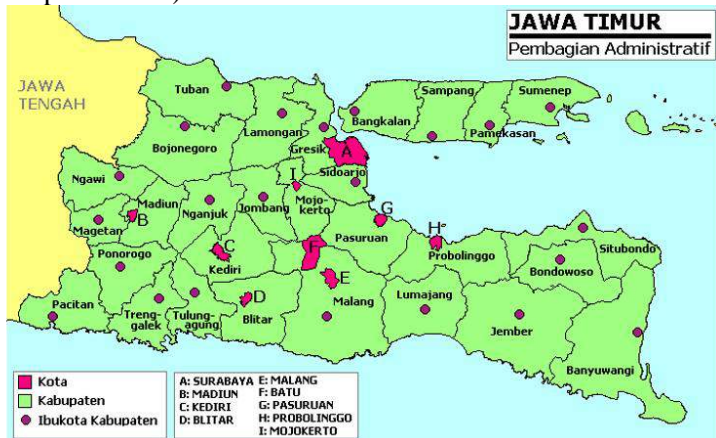 JAWA TIMUR
Pembagian Administratif
JAWA
TENGAH
Tuban
Lamongan
Bojonegoro
Gresik
A
Bangkalan
Sampang
Pamekasan
Sumenep
Sidoarjo
I
Mojo-
kerto
Ngawi
Madiun
B
Magetan
Nganjuk
Jombang
Ponorogo
C
Kediri
F
Pasuruan
G
H
Probolinggo
Situbondo
Bondowoso
Pacitan
Treng-
galek
Tulung-
agung
D
Blitar
E
Malang
Lumajang
Jember
Banyuwangi
Kota
Kabupaten
Ibukota Kabupaten
A: SURABAYA E: MALANG
B: MADIUN F: BATU
C: KEDIRI G: PASURUAN
D: BLITAR H: PROBOLINGGO
I: MOJOKERTO